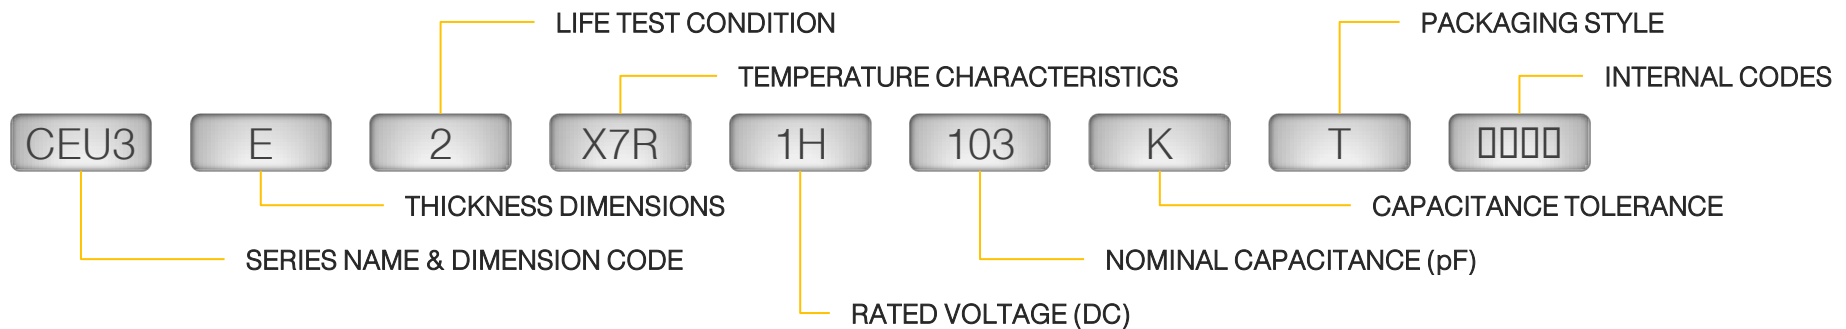 LIFE TEST CONDITION
PACKAGING STYLE
TEMPERATURE CHARACTERISTICS
INTERNAL CODES
CEU3 E 2 X7R 1H 103 K T ▯▯▯▯
THICKNESS DIMENSIONS
CAPACITANCE TOLERANCE
SERIES NAME & DIMENSION CODE
NOMINAL CAPACITANCE (pF)
RATED VOLTAGE (DC)